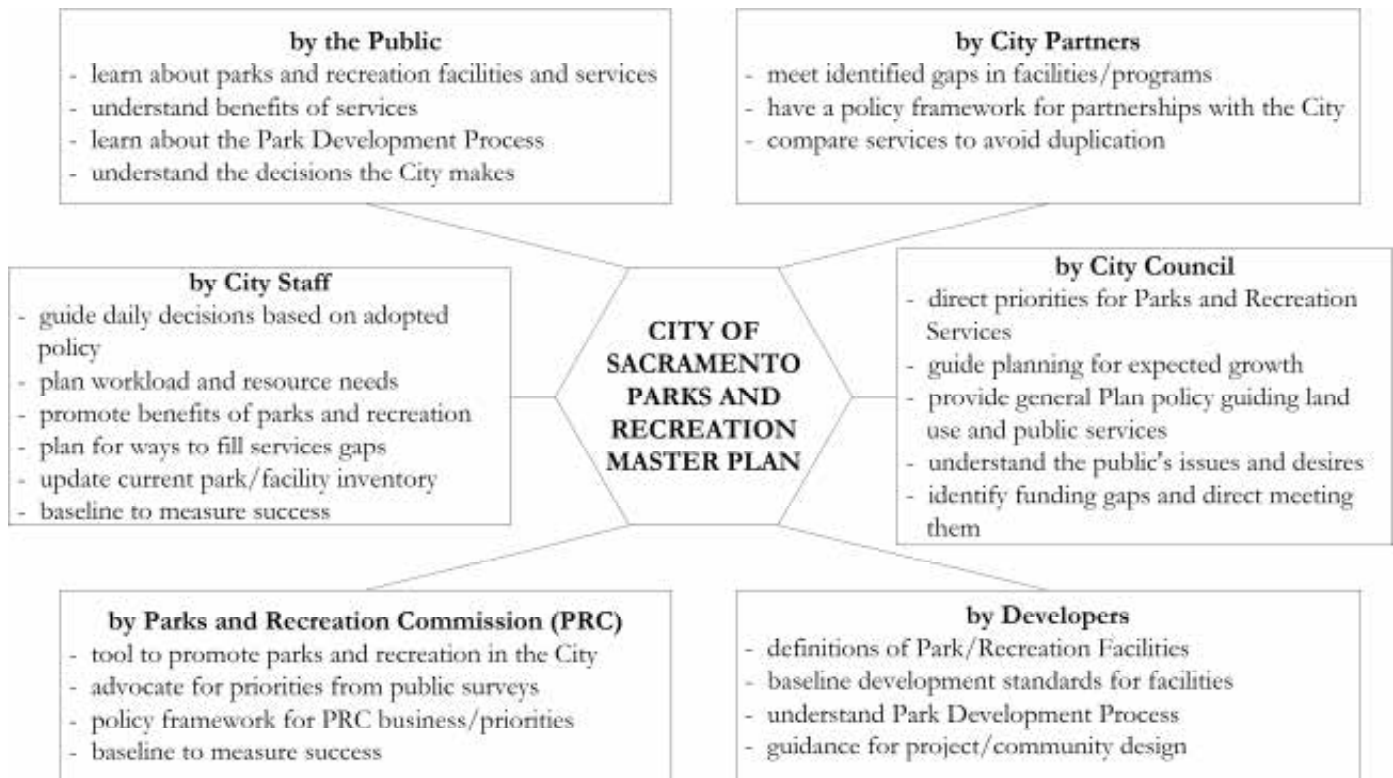 by the Public
- learn about parks and recreation facilities and services
- understand benefits of services
- learn about the Park Development Process
- understand the decisions the City makes
by City Partners
- meet identified gaps in facilities/programs
- have a policy framework for partnerships with the City
- compare services to avoid duplication
by City Staff
- guide daily decisions based on adopted
policy
- plan workload and resource needs
- promote benefits of parks and recreation
- plan for ways to fill services gaps
- update current park/facility inventory
- baseline to measure success
CITY OF
SACRAMENTO
PARKS AND
RECREATION
MASTER PLAN
by City Council
- direct priorities for Parks and Recreation
Services
- guide planning for expected growth
- provide general Plan policy guiding land
use and public services
- understand the public's issues and desires
- identify funding gaps and direct meeting
them
by Parks and Recreation Commission (PRC)
- tool to promote parks and recreation in the City
- advocate for priorities from public surveys
- policy framework for PRC business/priorities
- baseline to measure success
by Developers
- definitions of Park/Recreation Facilities
- baseline development standards for facilities
- understand Park Development Process
- guidance for project/community design